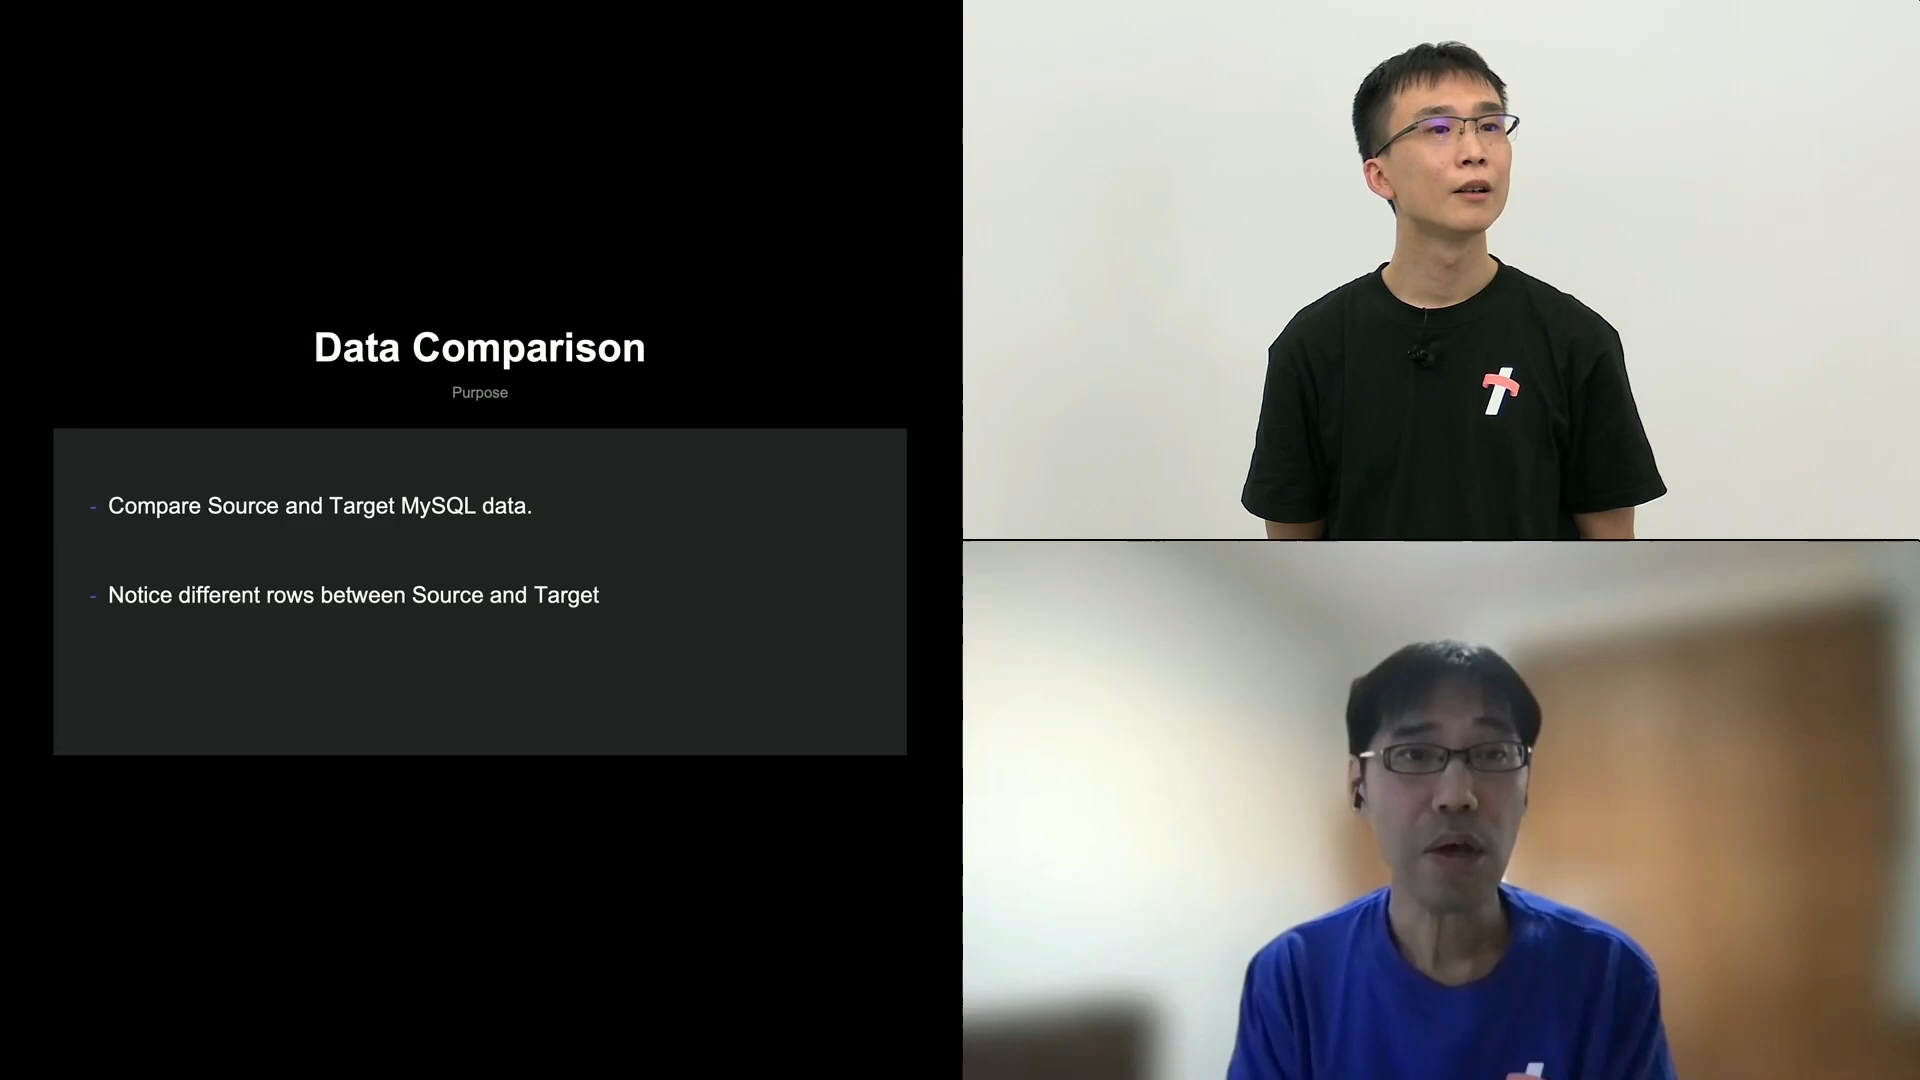 Data Comparison
Purpose
- Compare Source and Target MySQL data.
- Notice different rows between Source and Target